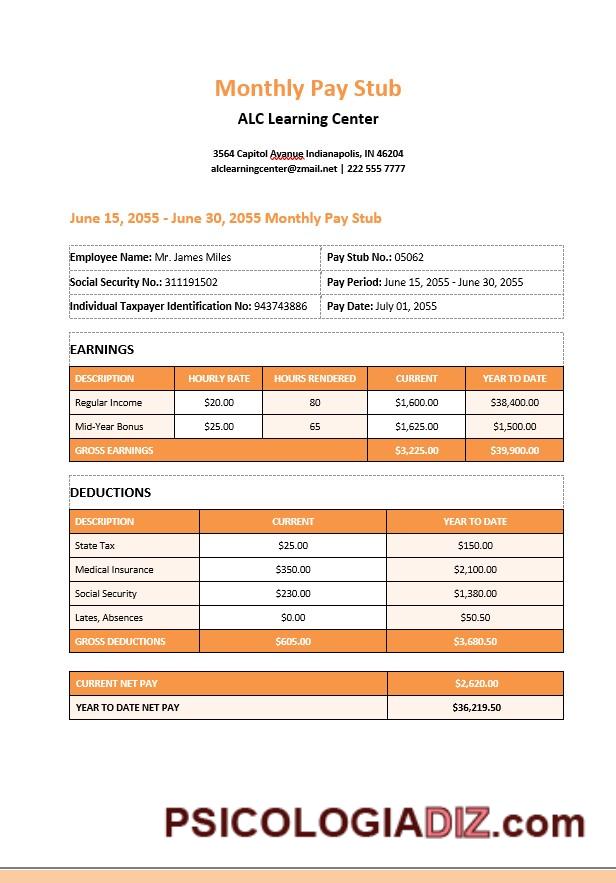 Monthly Pay Stub
ALC Learning Center
3564 Capitol Avanue Indianapolis, IN 46204
alclearningcenter@zmail.net | 222 555 7777
June 15, 2055 - June 30, 2055 Monthly Pay Stub
Employee Name: Mr. James Miles Pay Stub No.: 05062
Social Security No.: 311191502 Pay Period: June 15, 2055 - June 30, 2055
Individual Taxpayer Identification No: 943743886 Pay Date: July 01, 2055
EARNINGS
DESCRIPTION HOURLY RATE HOURS RENDERED CURRENT YEAR TO DATE
Regular Income $20.00 80 $1,600.00 $38,400.00
Mid-Year Bonus $25.00 65 $1,625.00 $1,500.00
GROSS EARNINGS $3,225.00 $39,900.00
DEDUCTIONS
DESCRIPTION CURRENT YEAR TO DATE
State Tax $25.00 $150.00
Medical Insurance $350.00 $2,100.00
Social Security $230.00 $1,380.00
Lates, Absences $0.00 $50.50
GROSS DEDUCTIONS $605.00 $3,680.50
CURRENT NET PAY $2,620.00
YEAR TO DATE NET PAY $36,219.50
PSICOLOGIADIZ.com